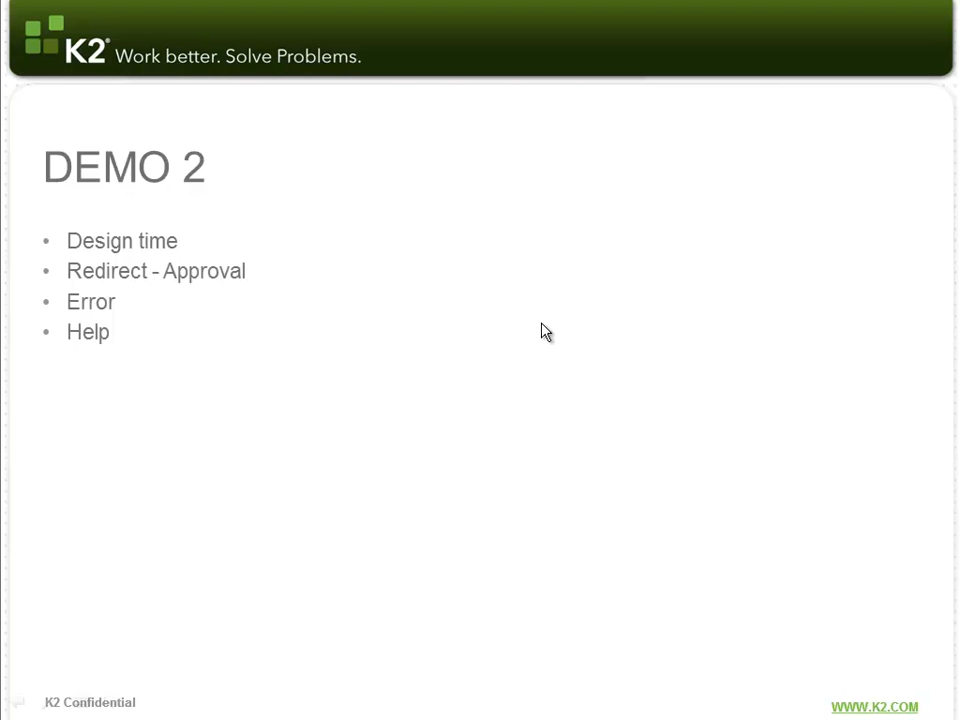 K2® Work better. Solve Problems.
DEMO 2
• Design time
• Redirect - Approval
• Error
• Help
K2 Confidential
WWW.K2.COM